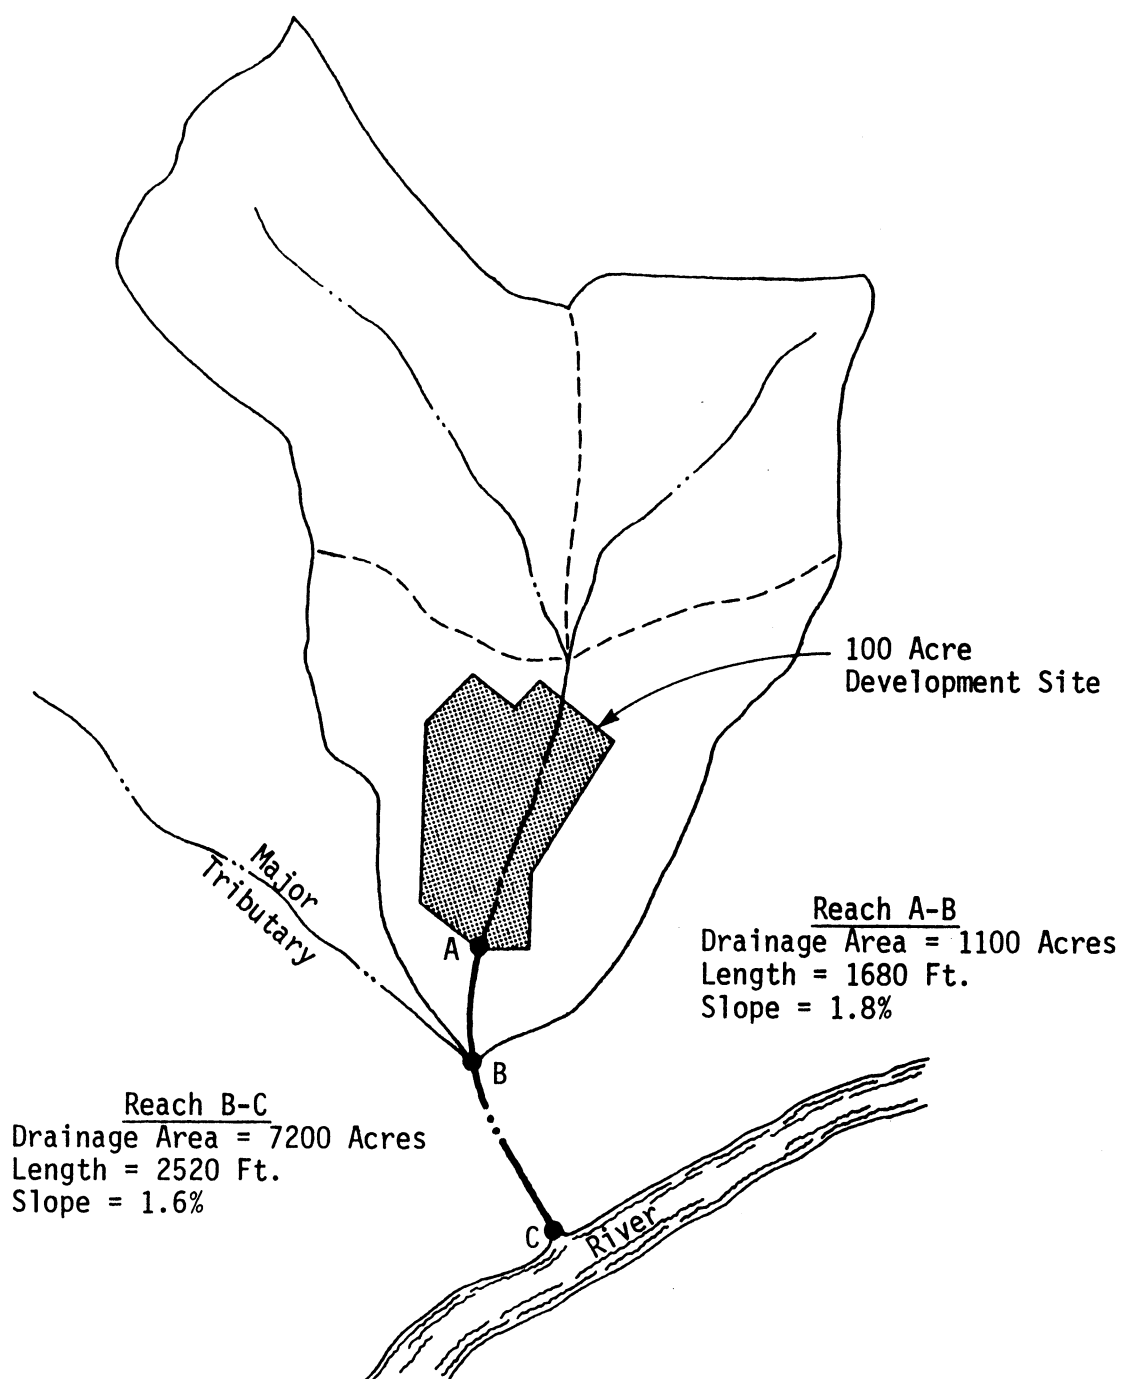 100 Acre
Development Site
Major
Tributary
A
Reach A-B
Drainage Area = 1100 Acres
Length = 1680 Ft.
Slope = 1.8%
B
Reach B-C
Drainage Area = 7200 Acres
Length = 2520 Ft.
Slope = 1.6%
C
River